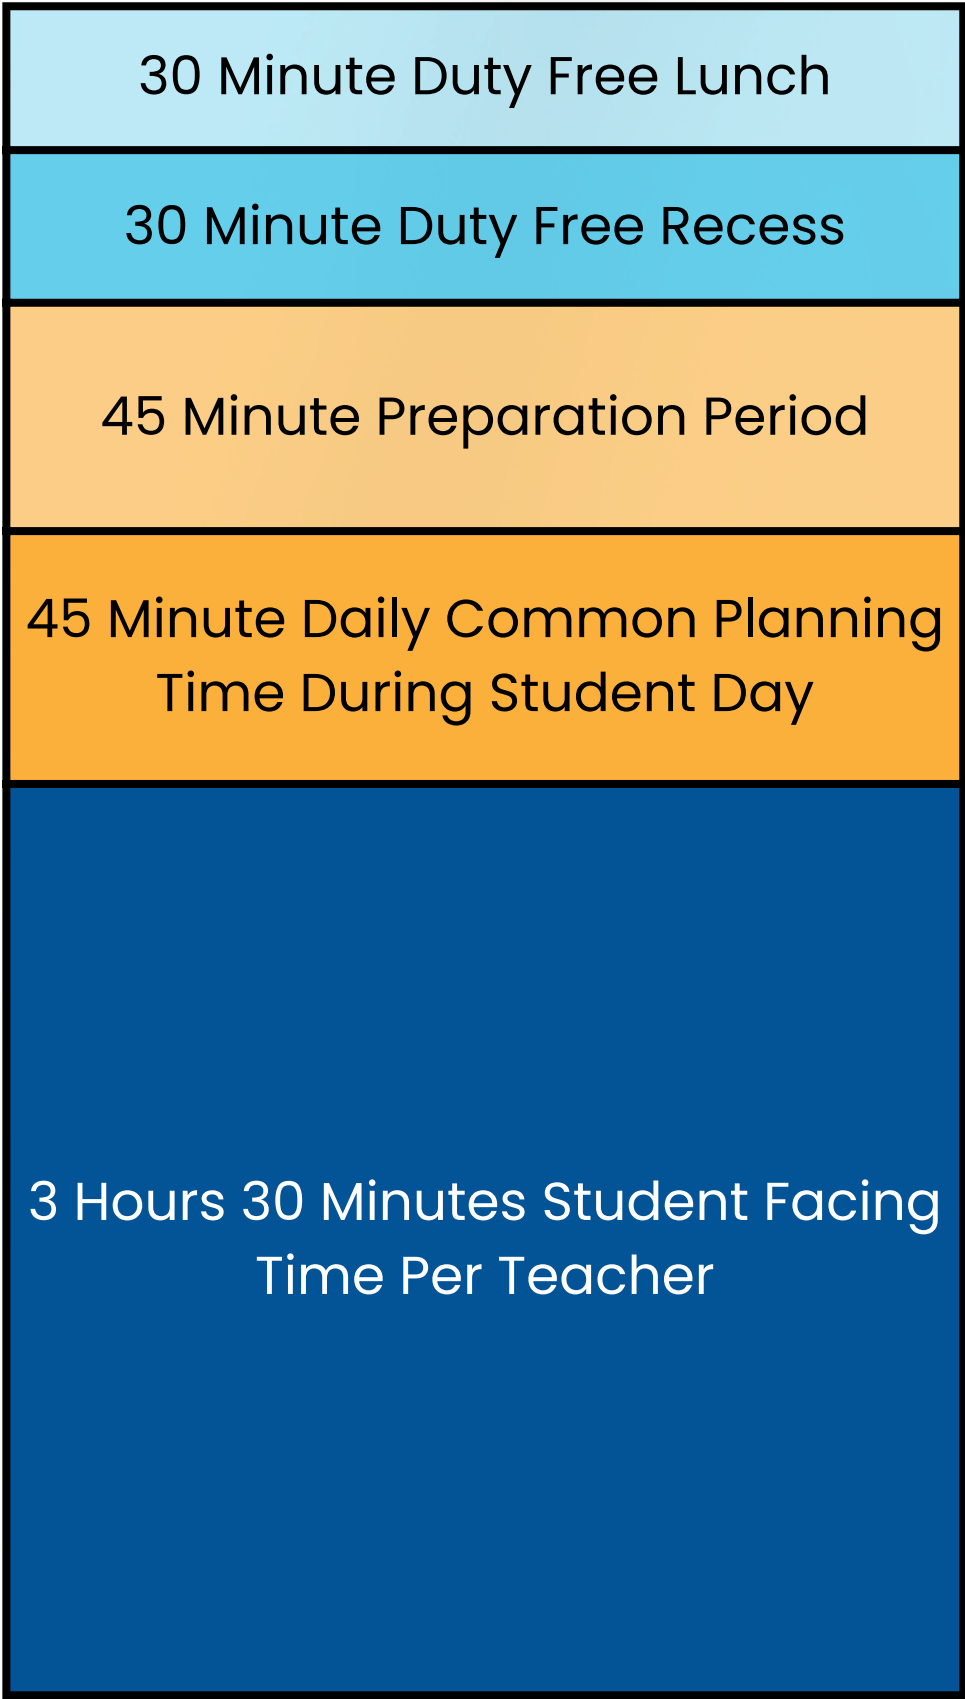 30 Minute Duty Free Lunch
30 Minute Duty Free Recess
45 Minute Preparation Period
45 Minute Daily Common Planning
Time During Student Day
3 Hours 30 Minutes Student Facing
Time Per Teacher